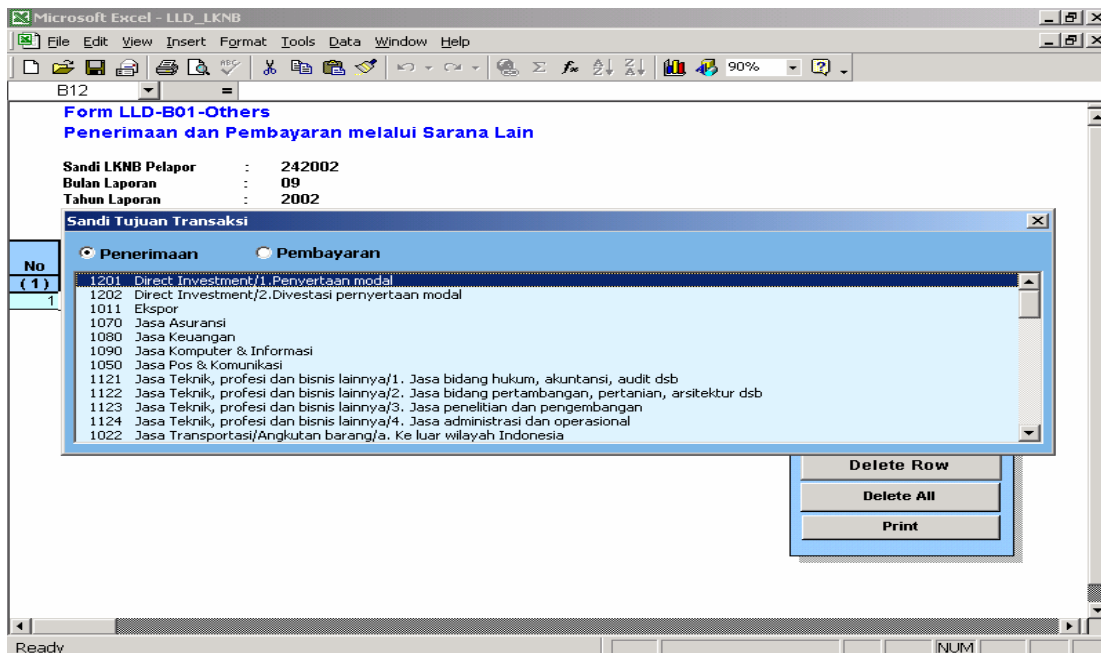 Microsoft Excel - LLD_LKNB
File Edit View Insert Format Tools Data Window Help
90%
B12 =
Form LLD-B01-Others
Penerimaan dan Pembayaran melalui Sarana Lain
Sandi LKNB Pelapor : 242002
Bulan Laporan : 09
Tahun Laporan : 2002
Sandi Tujuan Transaksi
Penerimaan Pembayaran
No
(1)
1
1201 Direct Investment/1.Penyertaan modal
1202 Direct Investment/2.Divestasi pernyertaan modal
1011 Ekspor
1070 Jasa Asuransi
1080 Jasa Keuangan
1090 Jasa Komputer & Informasi
1050 Jasa Pos & Komunikasi
1121 Jasa Teknik, profesi dan bisnis lainnya/1. Jasa bidang hukum, akuntansi, audit dsb
1122 Jasa Teknik, profesi dan bisnis lainnya/2. Jasa bidang pertambangan, pertanian, arsitektur dsb
1123 Jasa Teknik, profesi dan bisnis lainnya/3. Jasa penelitian dan pengembangan
1124 Jasa Teknik, profesi dan bisnis lainnya/4. Jasa administrasi dan operasional
1022 Jasa Transportasi/Angkutan barang/a. Ke luar wilayah Indonesia
Delete Row
Delete All
Print
Ready NUM